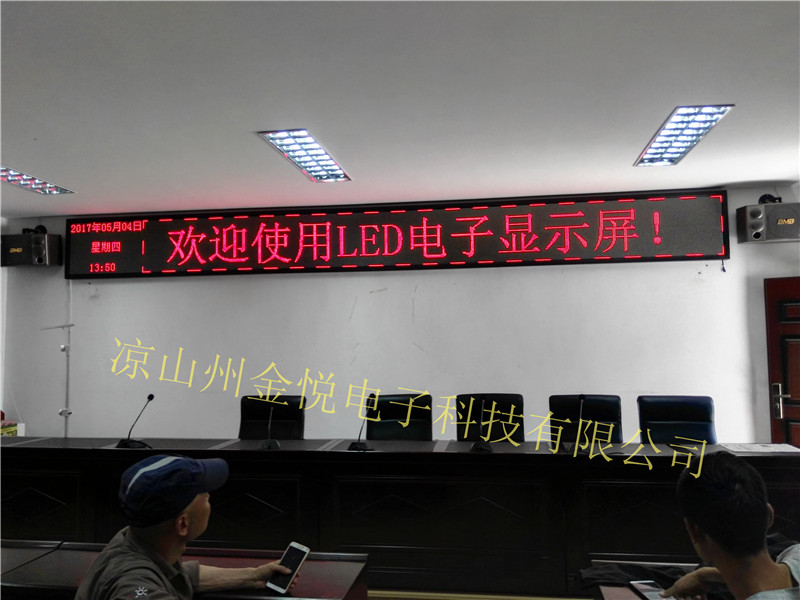 2017年05月04日
星期四
13:50
欢迎使用LED电子显示屏！
BMB
BMB
凉山州金悦电子科技有限公司